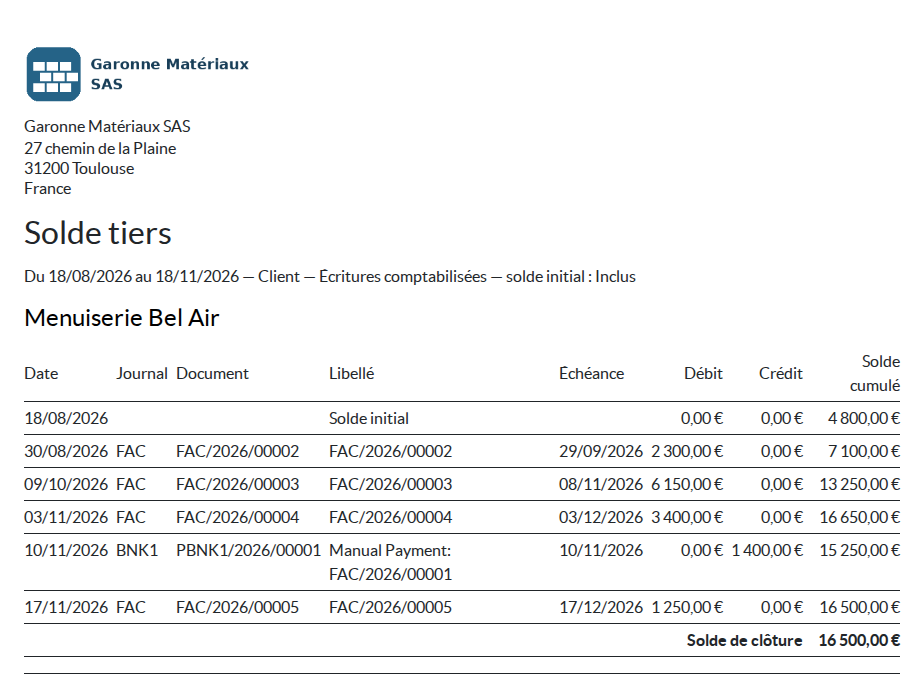 Garonne Matériaux
SAS
Garonne Matériaux SAS
27 chemin de la Plaine
31200 Toulouse
France
Solde tiers
Du 18/08/2026 au 18/11/2026 — Client — Écritures comptabilisées — solde initial : Inclus
Menuiserie Bel Air
Date Journal Document Libellé Échéance Débit Crédit Solde cumulé
18/08/2026 Solde initial 0,00 € 0,00 € 4 800,00 €
30/08/2026 FAC FAC/2026/00002 FAC/2026/00002 29/09/2026 2 300,00 € 0,00 € 7 100,00 €
09/10/2026 FAC FAC/2026/00003 FAC/2026/00003 08/11/2026 6 150,00 € 0,00 € 13 250,00 €
03/11/2026 FAC FAC/2026/00004 FAC/2026/00004 03/12/2026 3 400,00 € 0,00 € 16 650,00 €
10/11/2026 BNK1 PBNK1/2026/00001 Manual Payment: 10/11/2026 0,00 € 1 400,00 € 15 250,00 €
FAC/2026/00001
17/11/2026 FAC FAC/2026/00005 FAC/2026/00005 17/12/2026 1 250,00 € 0,00 € 16 500,00 €
Solde de clôture 16 500,00 €